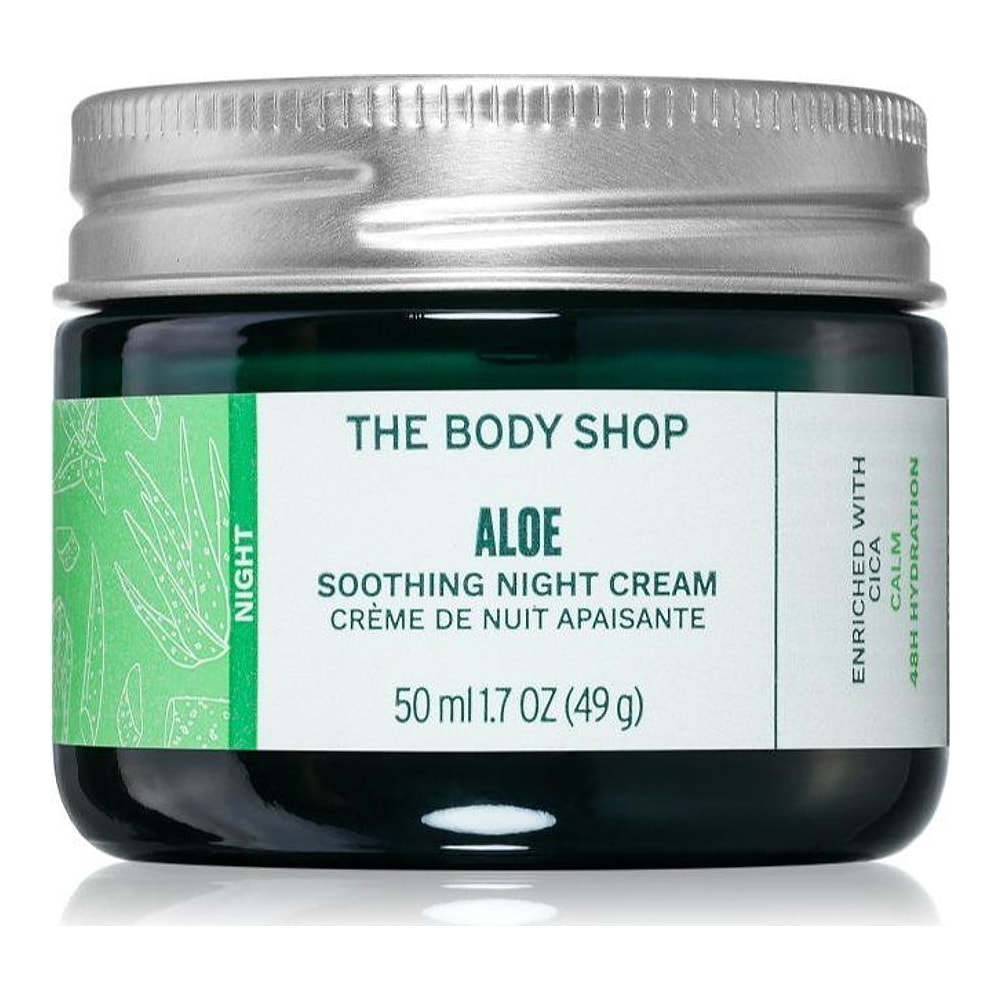 NIGHT
THE BODY SHOP
ALOE
SOOTHING NIGHT CREAM
CRÈME DE NUIT APAISANTE
50 ml 1.7 OZ (49 g)
ENRICHED WITH
CICA
CALM
48H HYDRATION